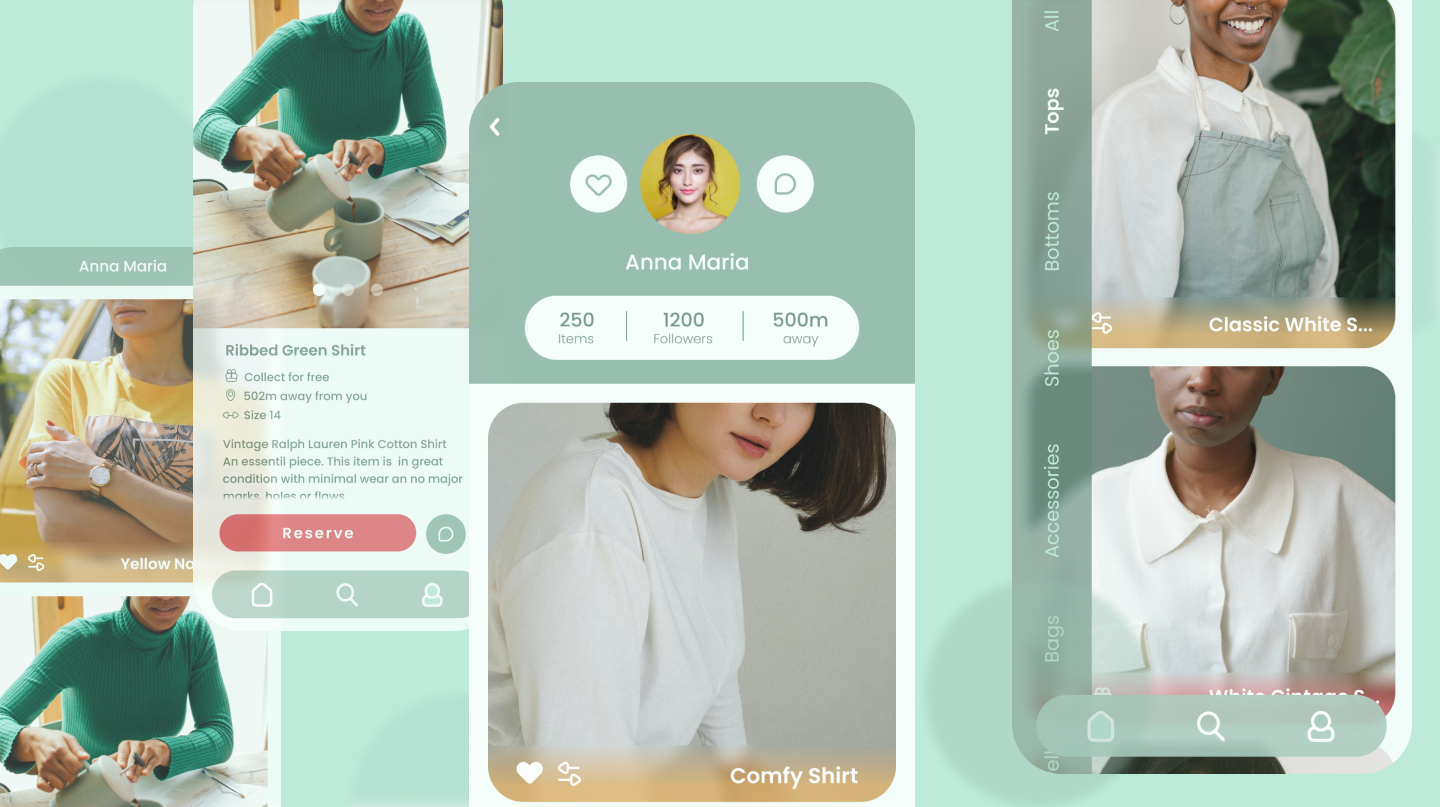 Anna Maria
Yellow Na
Ribbed Green Shirt
Collect for free
502m away from you
Size 14
Vintage Ralph Lauren Pink Cotton Shirt
An essentil piece. This item is in great
condition with minimal wear an no major
marks, holes or flaws.
Reserve
Anna Maria
250
Items
1200
Followers
500m
away
Comfy Shirt
All
Tops
Bottoms
Shoes
Accessories
Bags
Classic White S...
White Cintage S...